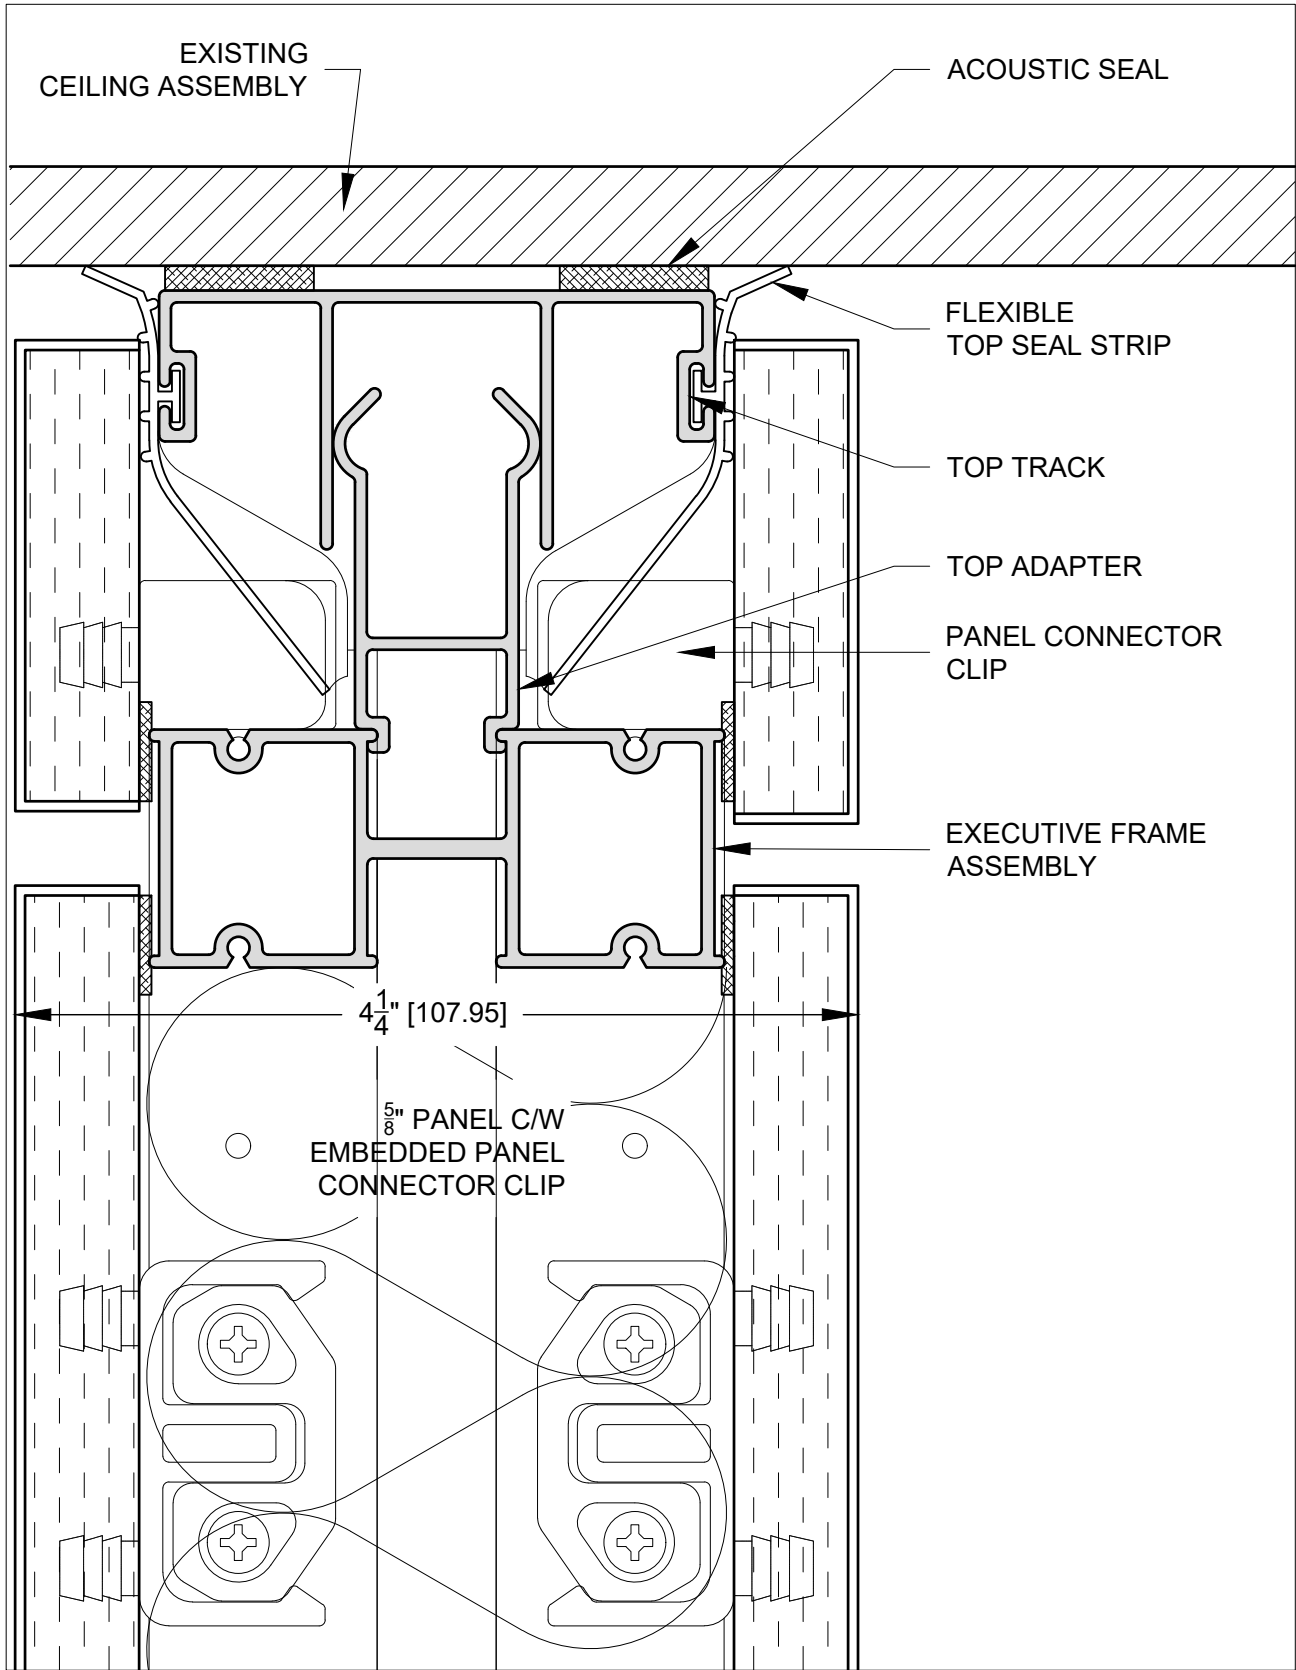 EXISTING
CEILING ASSEMBLY
ACOUSTIC SEAL
FLEXIBLE
TOP SEAL STRIP
TOP TRACK
TOP ADAPTER
PANEL CONNECTOR
CLIP
EXECUTIVE FRAME
ASSEMBLY
4 1/4" [107.95]
5/8" PANEL C/W
EMBEDDED PANEL
CONNECTOR CLIP